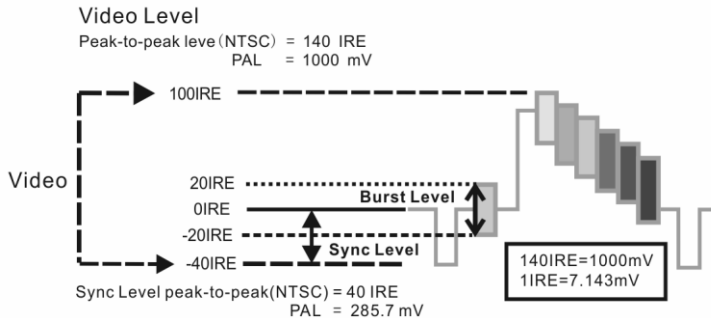 Video Level
Peak-to-peak leve(NTSC) = 140 IRE
PAL = 1000 mV
100IRE
Video
20IRE
Burst Level
0IRE
-20IRE
Sync Level
-40IRE
140IRE=1000mV
1IRE=7.143mV
Sync Level peak-to-peak(NTSC) = 40 IRE
PAL = 285.7 mV